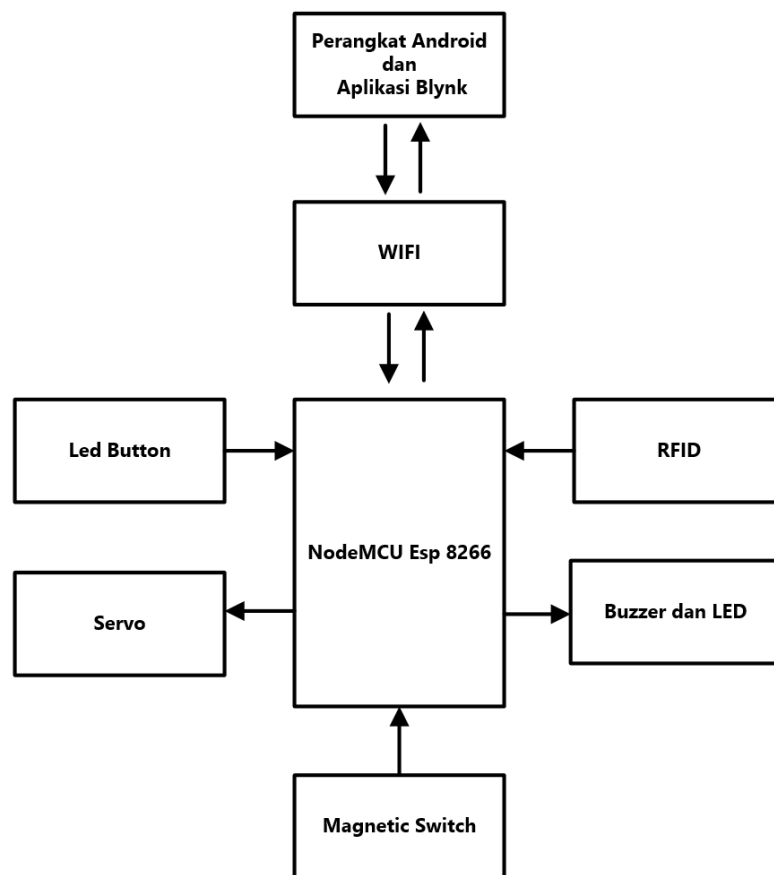 Perangkat Android
dan
Aplikasi Blynk
WIFI
Led Button
RFID
NodeMCU Esp 8266
Servo
Buzzer dan LED
Magnetic Switch